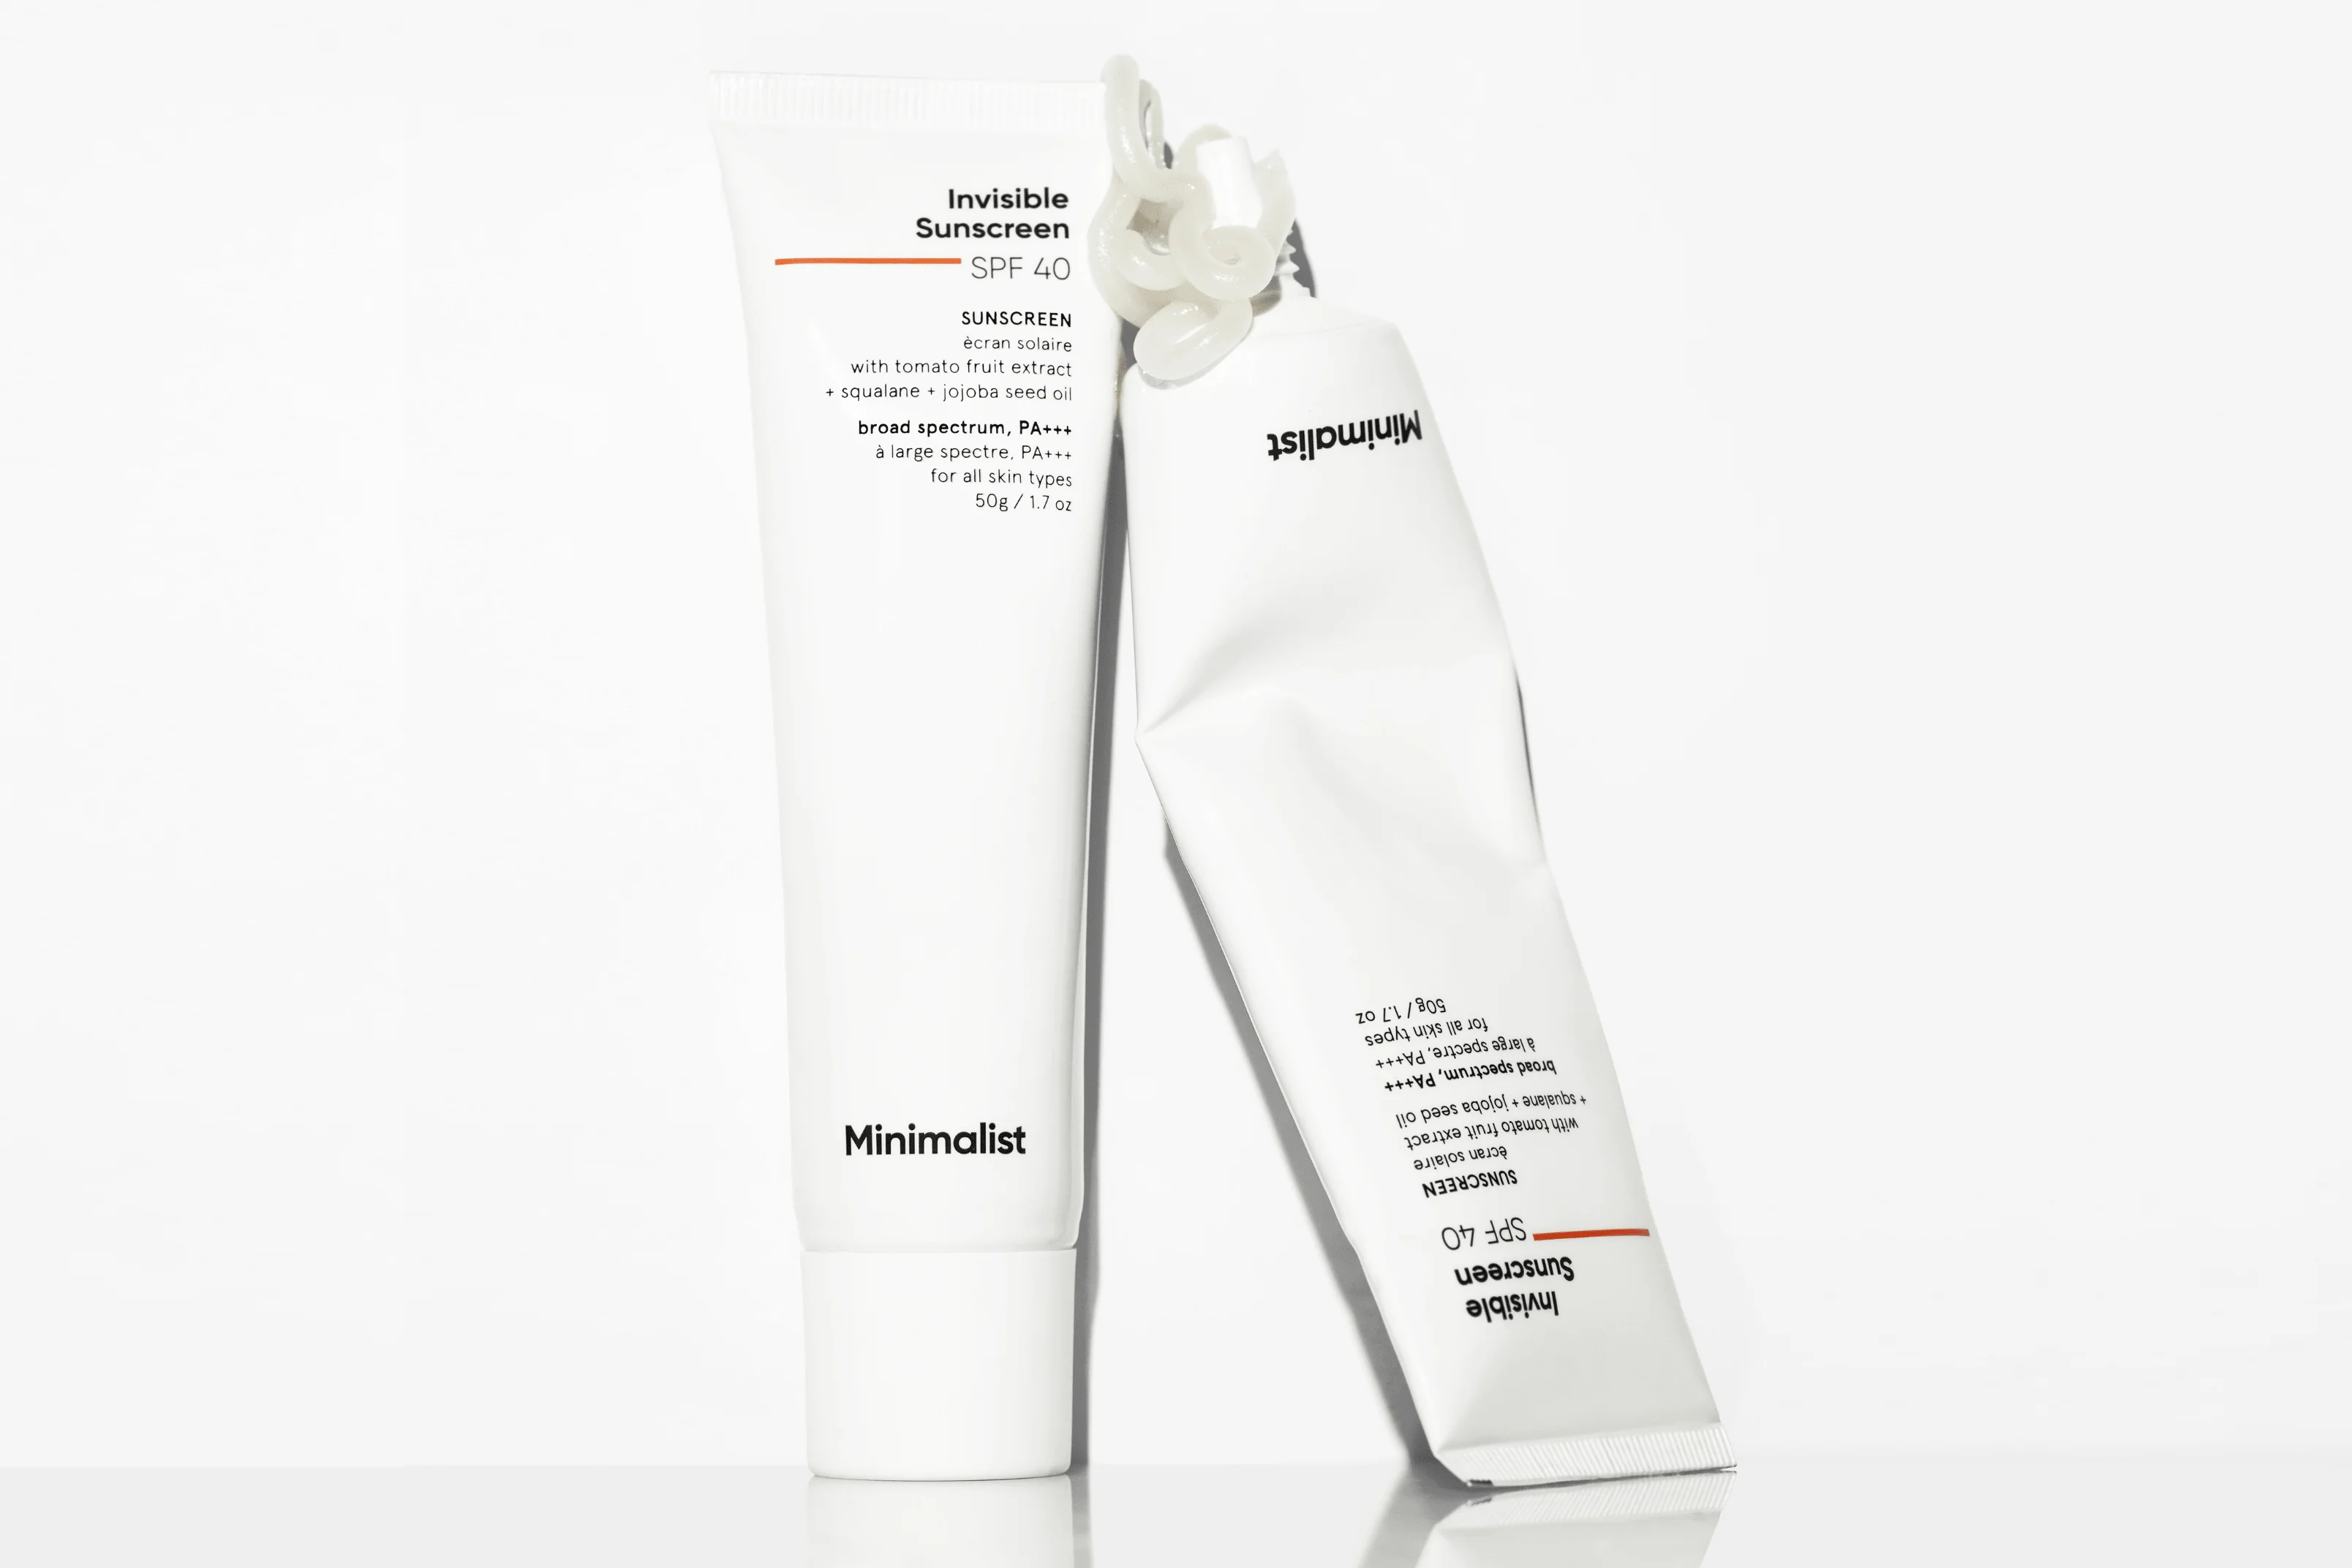 Invisible
Sunscreen
SPF 40
SUNSCREEN
ècran solaire
with tomato fruit extract
+ squalane + jojoba seed oil
broad spectrum, PA+++
à large spectre, PA+++
for all skin types
50g / 1.7 oz
Minimalist
Invisible
Sunscreen
SPF 40
SUNSCREEN
ècran solaire
with tomato fruit extract
+ squalane + jojoba seed oil
broad spectrum, PA+++
à large spectre, PA+++
for all skin types
50g / 1.7 oz
Minimalist